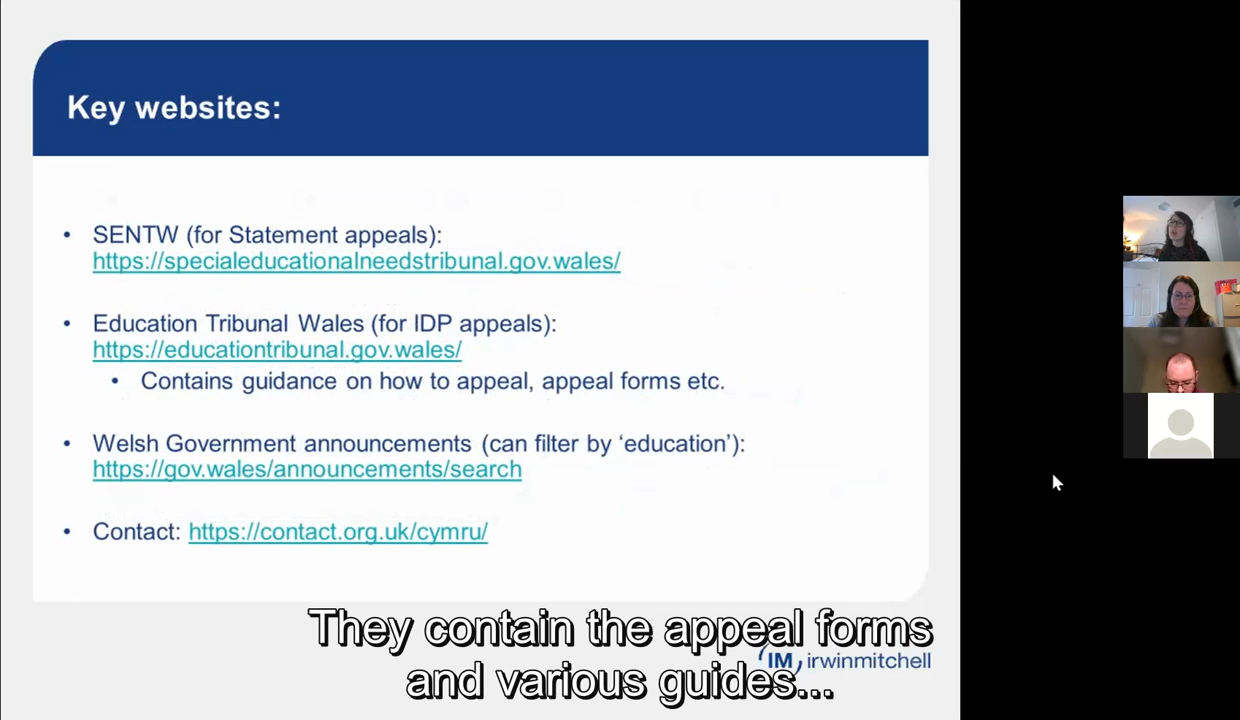 Key websites:
• SENTW (for Statement appeals):
https://specialeducationalneedstribunal.gov.wales/
• Education Tribunal Wales (for IDP appeals):
https://educationtribunal.gov.wales/
• Contains guidance on how to appeal, appeal forms etc.
• Welsh Government announcements (can filter by ‘education’):
https://gov.wales/announcements/search
• Contact: https://contact.org.uk/cymru/
They contain the appeal forms
and various guides...
IM irwinmitchell